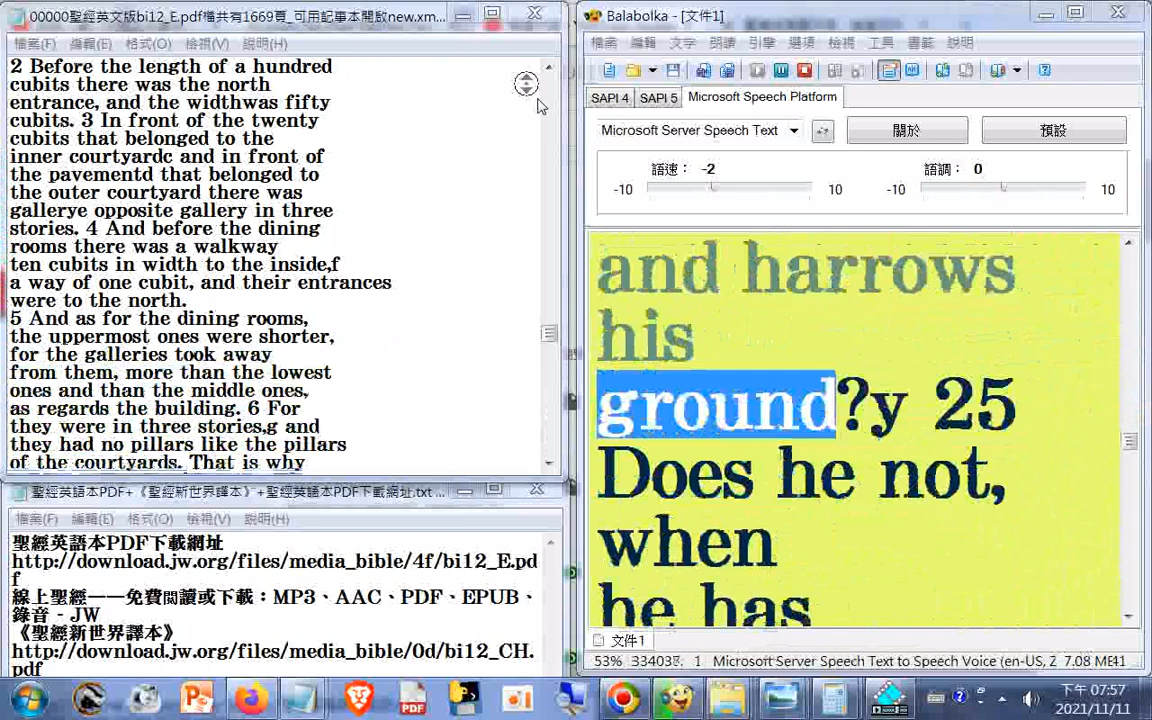 00000聖經英文版bi12_E.pdf檔共有1669頁_可用記事本開啟new.xm...
檔案(F) 編輯(E) 格式(O) 檢視(V) 說明(H)
2 Before the length of a hundred
cubits there was the north
entrance, and the widthwas fifty
cubits. 3 In front of the twenty
cubits that belonged to the
inner courtyardc and in front of
the pavementd that belonged to
the outer courtyard there was
gallerye opposite gallery in three
stories. 4 And before the dining
rooms there was a walkway
ten cubits in width to the inside,f
a way of one cubit, and their entrances
were to the north.
5 And as for the dining rooms,
the uppermost ones were shorter,
for the galleries took away
from them, more than the lowest
ones and than the middle ones,
as regards the building. 6 For
they were in three stories,g and
they had no pillars like the pillars
of the courtyards. That is why
聖經英語本PDF+《聖經新世界譯本》+聖經英語本PDF下載網址.txt ...
檔案(F) 編輯(E) 格式(O) 檢視(V) 說明(H)
聖經英語本PDF下載網址
http://download.jw.org/files/media_bible/4f/bi12_E.pd
f
線上聖經——免費閱讀或下載：MP3、AAC、PDF、EPUB、
錄音 - JW
《聖經新世界譯本》
http://download.jw.org/files/media_bible/0d/bi12_CH.
pdf
Balabolka - [文件1]
檔案 編輯 文字 朗讀 引擎 選項 檢視 工具 書籤 說明
SAPI 4 SAPI 5 Microsoft Speech Platform
Microsoft Server Speech Text 關於 預設
語速： -2 語調： 0
-10 10 -10 10
and harrows
his
ground?y 25
Does he not,
when
he has
文件1
53% 1 Microsoft Server Speech Text to Speech Voice (en-US, Z 7.08 ME
下午 07:57
2021/11/11